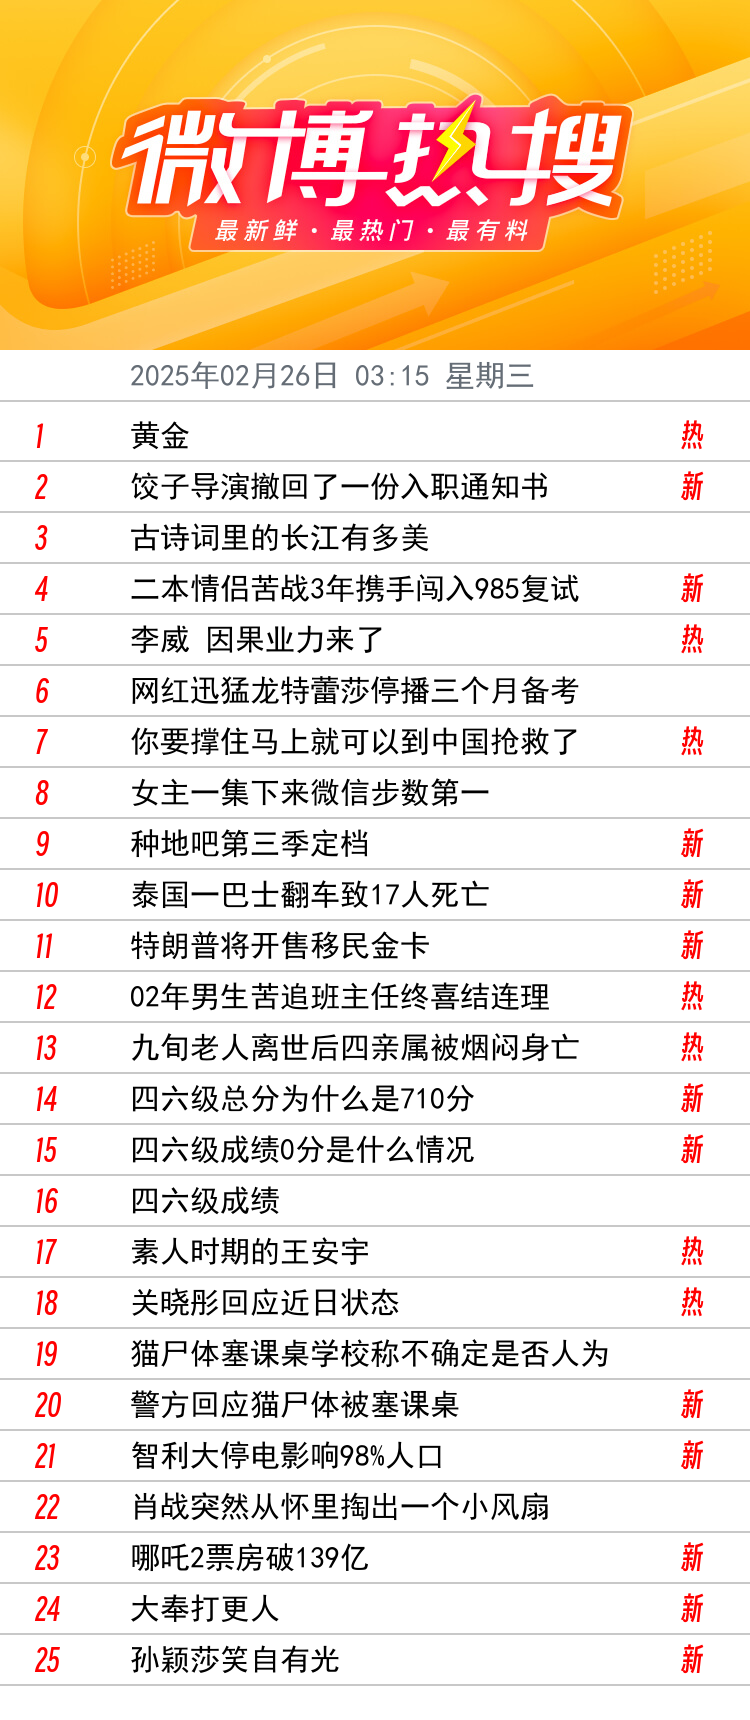 微博热搜
最新鲜·最热门·最有料
2025年02月26日 03:15 星期三
1 黄金 热
2 饺子导演撤回了一份入职通知书 新
3 古诗词里的长江有多美
4 二本情侣苦战3年携手闯入985复试 新
5 李威 因果业力来了 热
6 网红迅猛龙特蕾莎停播三个月备考
7 你要撑住马上就可以到中国抢救了 热
8 女主一集下来微信步数第一
9 种地吧第三季定档 新
10 泰国一巴士翻车致17人死亡 新
11 特朗普将开售移民金卡 新
12 02年男生苦追班主任终喜结连理 热
13 九旬老人离世后四亲属被烟闷身亡 热
14 四六级总分为什么是710分 新
15 四六级成绩0分是什么情况 新
16 四六级成绩
17 素人时期的王安宇 热
18 关晓彤回应近日状态 热
19 猫尸体塞课桌学校称不确定是否人为
20 警方回应猫尸体被塞课桌 新
21 智利大停电影响98%人口 新
22 肖战突然从怀里掏出一个小风扇
23 哪吒2票房破139亿 新
24 大奉打更人 新
25 孙颖莎笑自有光 新